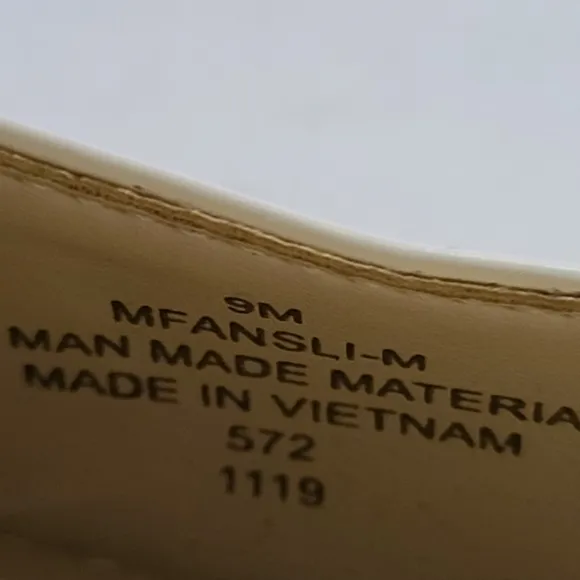 9M
MFANSLI-M
MAN MADE MATERIA
MADE IN VIETNAM
572
1119